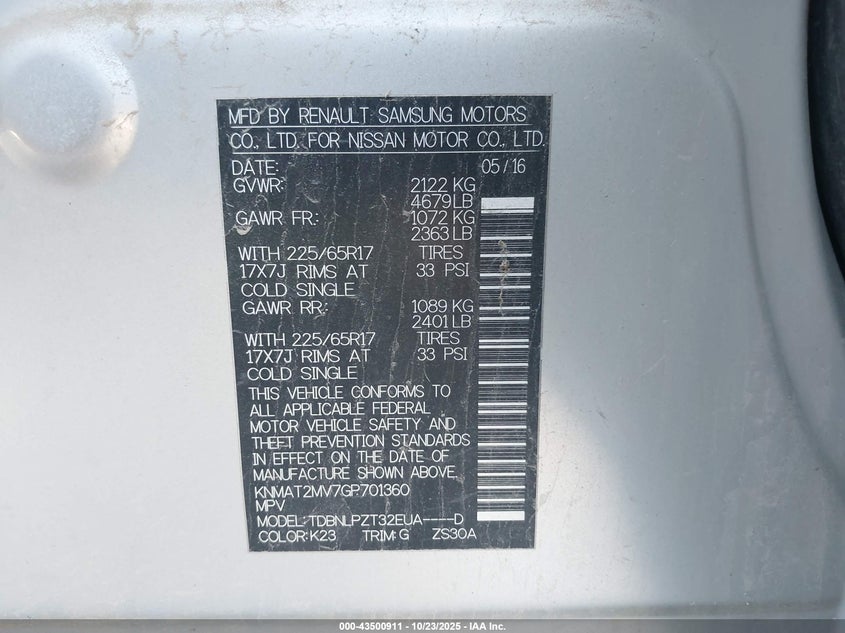 MFD BY RENAULT SAMSUNG MOTORS
CO., LTD. FOR NISSAN MOTOR CO., LTD.
DATE: 05/16
GVWR: 2122 KG
4679 LB
GAWR FR.: 1072 KG
2363 LB
WITH 225/65R17 TIRES
17X7J RIMS AT 33 PSI
COLD SINGLE
GAWR RR.: 1089 KG
2401 LB
WITH 225/65R17 TIRES
17X7J RIMS AT 33 PSI
COLD SINGLE
THIS VEHICLE CONFORMS TO
ALL APPLICABLE FEDERAL
MOTOR VEHICLE SAFETY AND
THEFT PREVENTION STANDARDS
IN EFFECT ON THE DATE OF
MANUFACTURE SHOWN ABOVE.
KNMAT2MV7GP701360
MPV
MODEL: TDBNLPZT32EUA----D
COLOR: K23 TRIM: G ZS30A
000-43500911 - 10/23/2025 - IAA Inc.